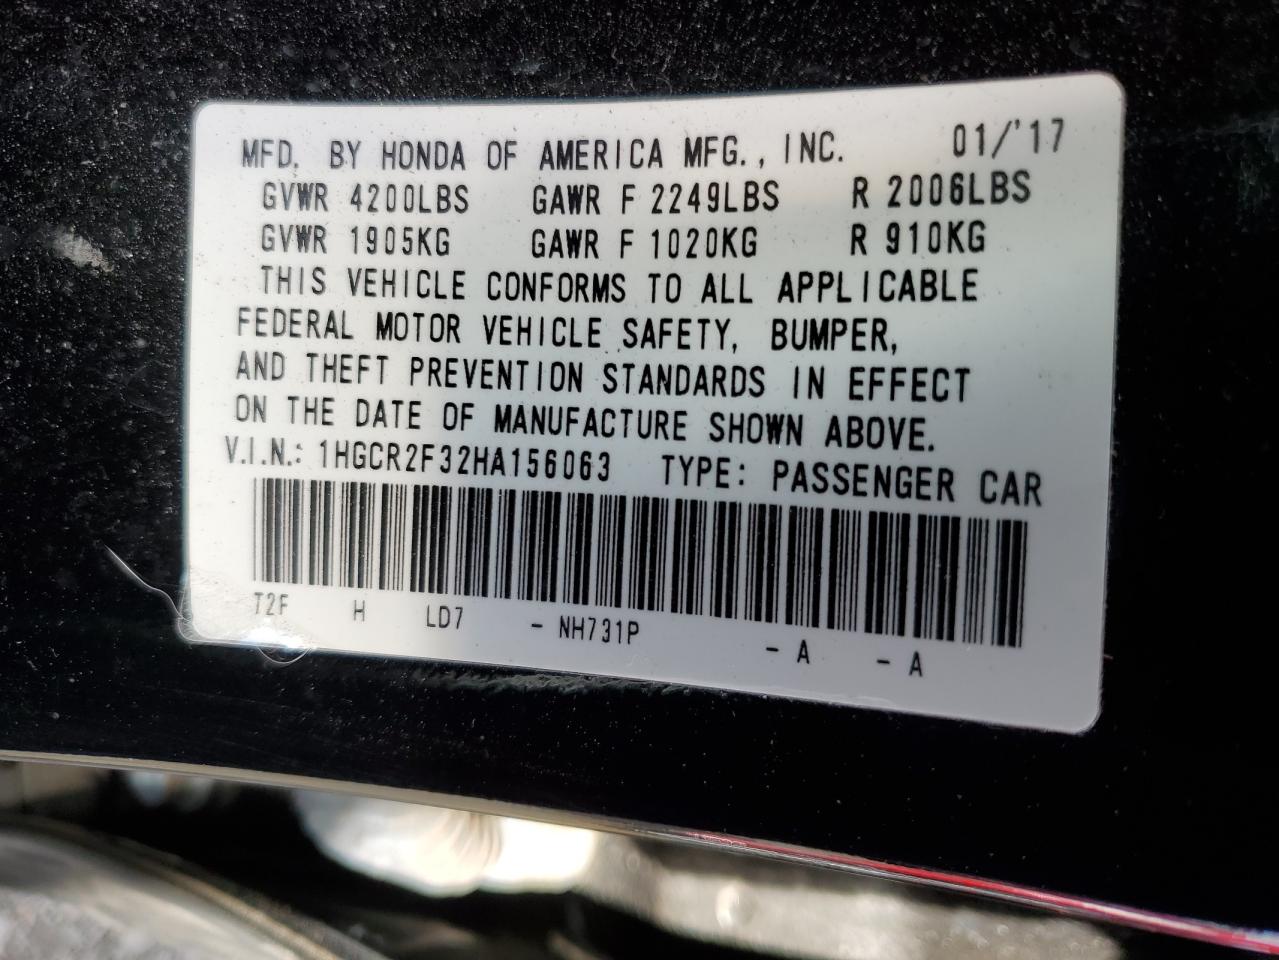 MFD. BY HONDA OF AMERICA MFG., INC. 01/'17
GVWR 4200LBS GAWR F 2249LBS R 2006LBS
GVWR 1905KG GAWR F 1020KG R 910KG
THIS VEHICLE CONFORMS TO ALL APPLICABLE
FEDERAL MOTOR VEHICLE SAFETY, BUMPER,
AND THEFT PREVENTION STANDARDS IN EFFECT
ON THE DATE OF MANUFACTURE SHOWN ABOVE.
V.I.N.: 1HGCR2F32HA156063 TYPE: PASSENGER CAR
T2F H LD7 - NH731P - A - A